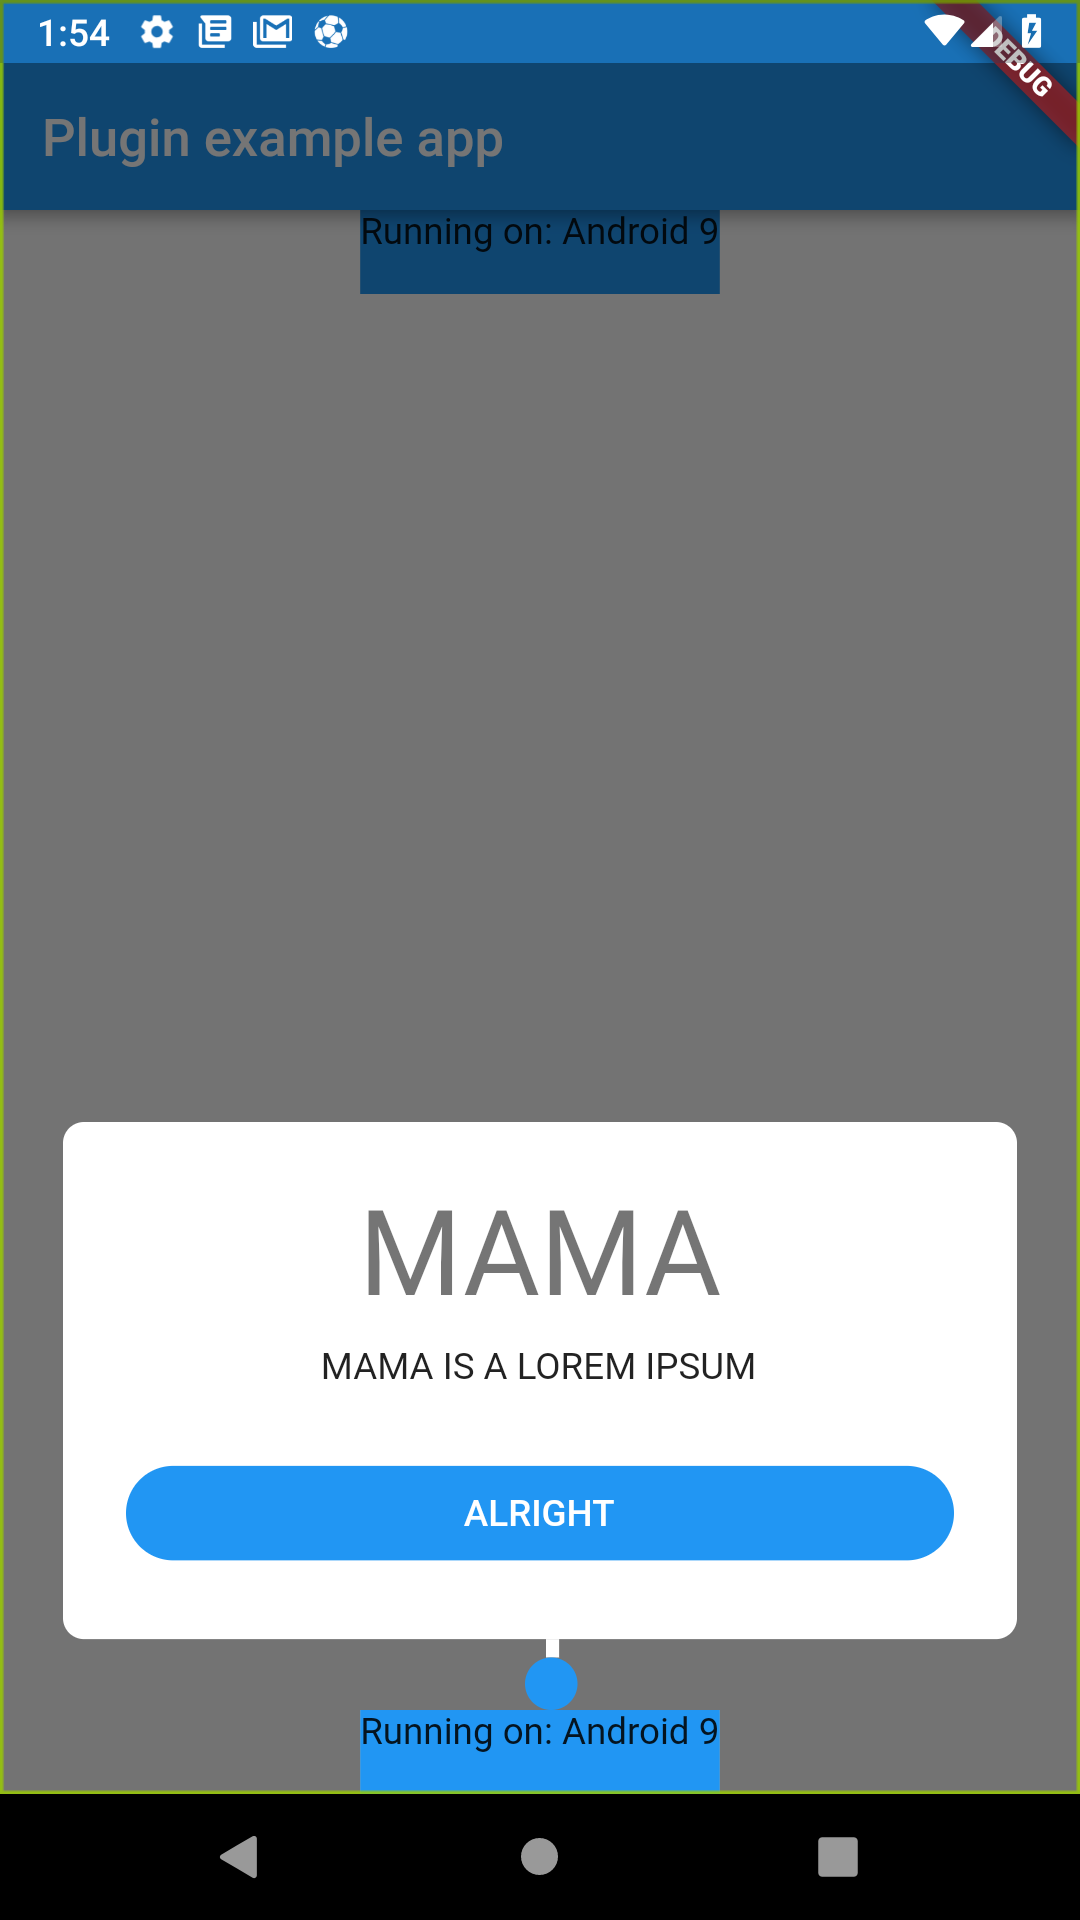 1:54
DEBUG
Plugin example app
Running on: Android 9
MAMA
MAMA IS A LOREM IPSUM
ALRIGHT
Running on: Android 9